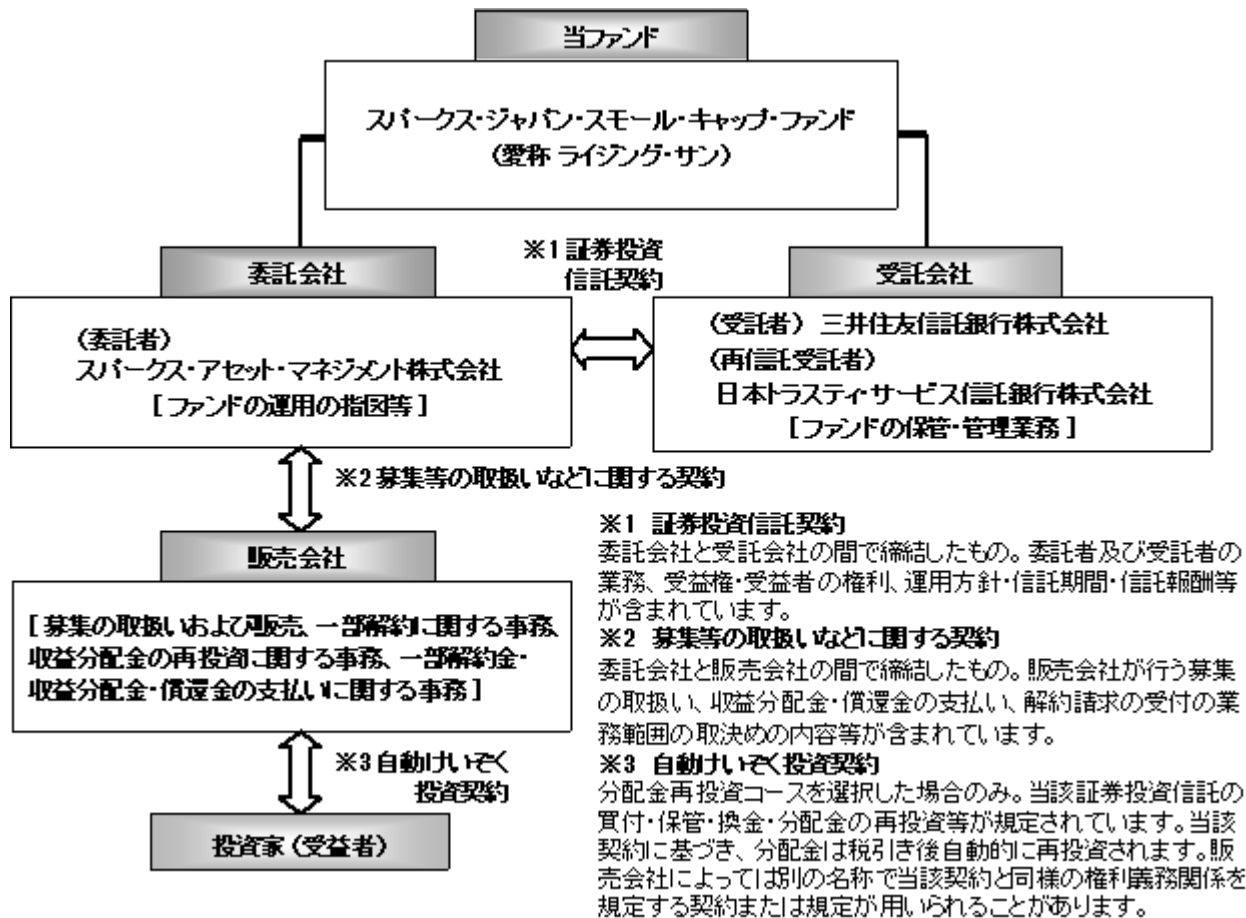 当ファンド
スパークス・ジャパン・スモール・キャップ・ファンド
(愛称 ライジング・サン)
※1 証券投資
信託契約
委託会社
(委託者)
スパークス・アセット・マネジメント株式会社
[ファンドの運用の指図等]
受託会社
(受託者) 三井住友信託銀行株式会社
(再信託受託者)
日本トラスティ・サービス信託銀行株式会社
[ファンドの保管・管理業務]
※2 募集等の取扱いなどに関する契約
販売会社
[募集の取扱いおよび販売、一部解約に関する事務、
収益分配金の再投資に関する事務、一部解約金・
収益分配金・償還金の支払いに関する事務]
※3 自動けいぞく
投資契約
投資家(受益者)
※1 証券投資信託契約
委託会社と受託会社の間で締結したもの。委託者及び受託者の
業務、受益権・受益者の権利、運用方針・信託期間・信託報酬等
が含まれています。
※2 募集等の取扱いなどに関する契約
委託会社と販売会社の間で締結したもの。販売会社が行う募集
の取扱い、収益分配金・償還金の支払い、解約請求の受付の業
務範囲の取決めの内容等が含まれています。
※3 自動けいぞく投資契約
分配金再投資コースを選択した場合のみ。当該証券投資信託の
買付・保管・換金・分配金の再投資等が規定されています。当該
契約に基づき、分配金は税引き後自動的に再投資されます。販
売会社によっては別の名称で当該契約と同様の権利義務関係を
規定する契約または規定が用いられることがあります。